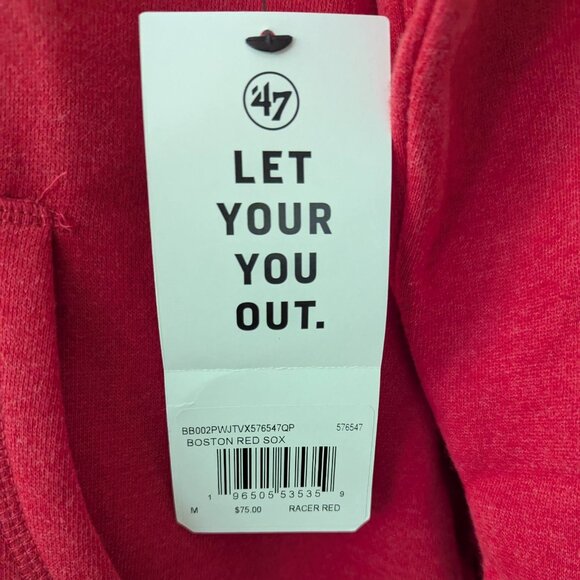 '47
LET
YOUR
YOU
OUT.
BB002PWJTVX576547QP 576547
BOSTON RED SOX
1 96505 53535 9
M $75.00 RACER RED